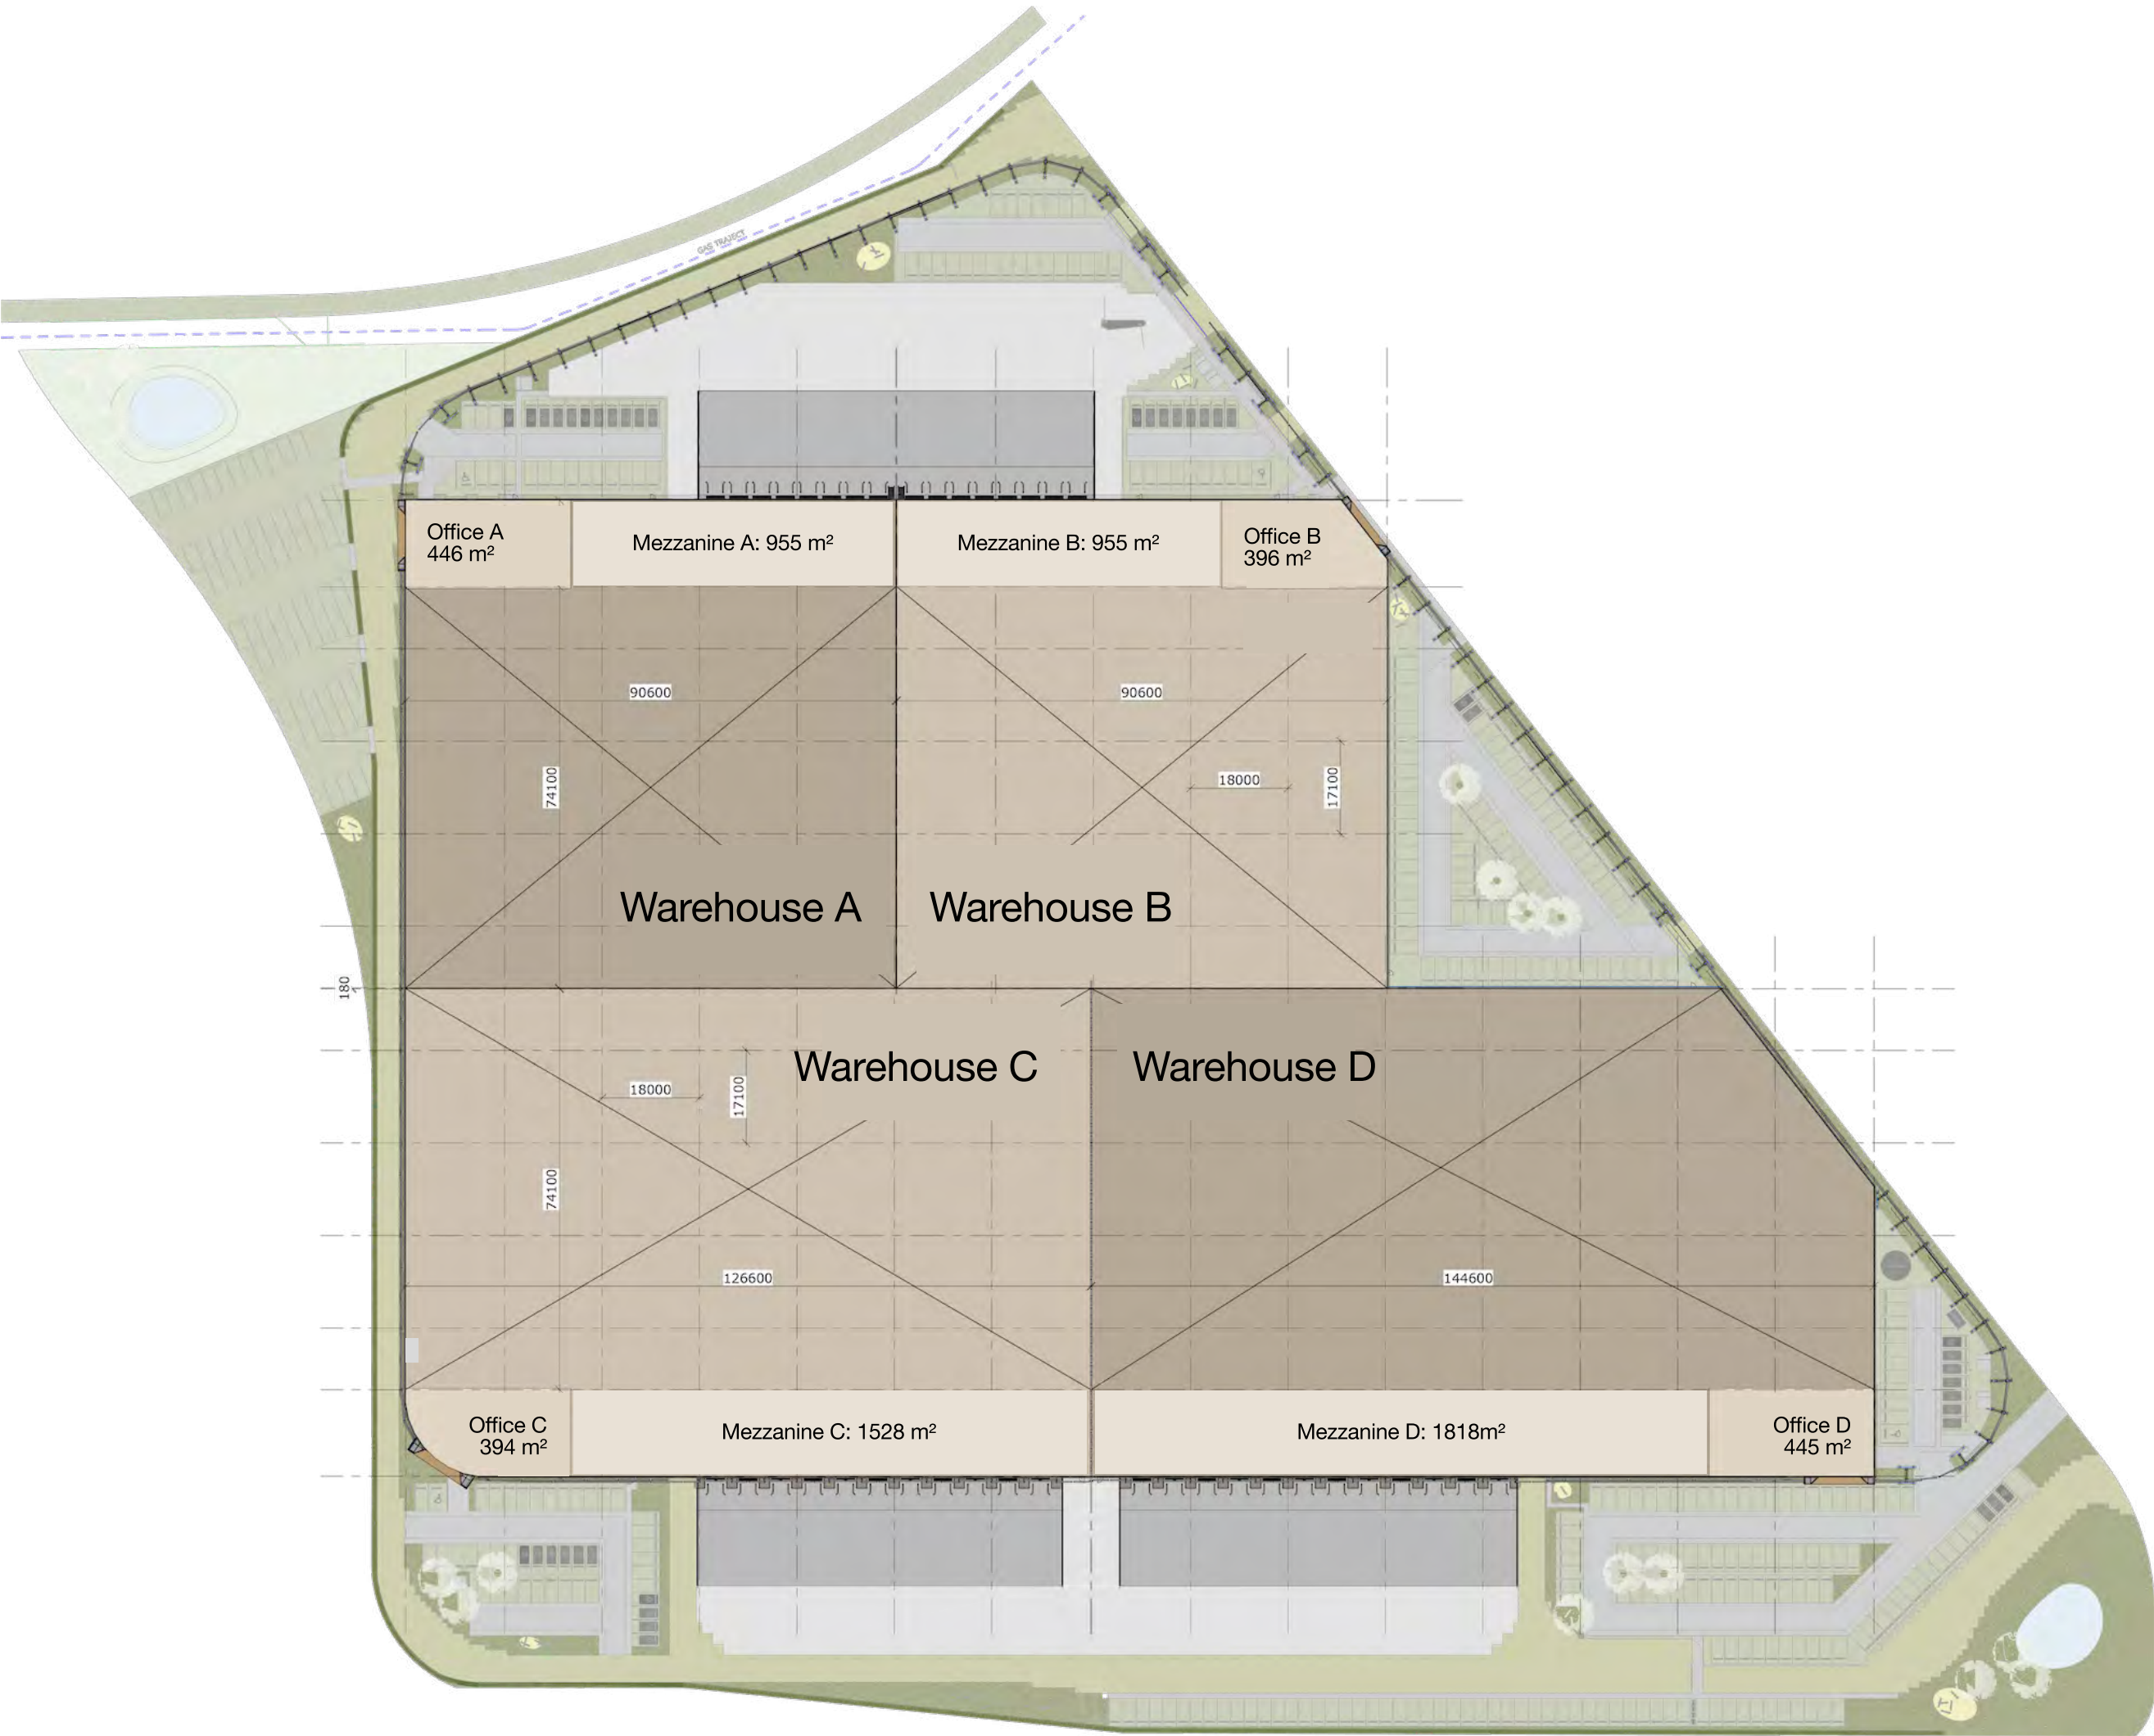 GAS TRAJECT
Office A
446 m²
Mezzanine A: 955 m²
Mezzanine B: 955 m²
Office B
396 m²
90600
90600
74100
18000
17100
Warehouse A
Warehouse B
180
Warehouse C
Warehouse D
18000
17100
74100
126600
144600
Office C
394 m²
Mezzanine C: 1528 m²
Mezzanine D: 1818m²
Office D
445 m²